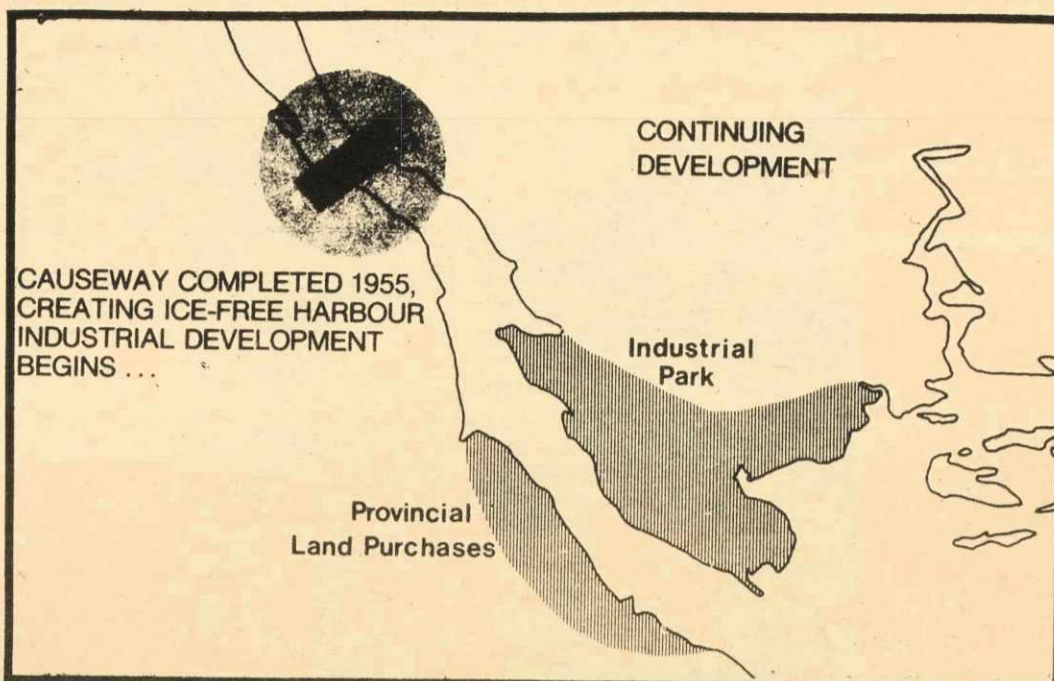 CONTINUING
DEVELOPMENT
CAUSEWAY COMPLETED 1955,
CREATING ICE-FREE HARBOUR
INDUSTRIAL DEVELOPMENT
BEGINS ...
Industrial
Park
Provincial
Land Purchases